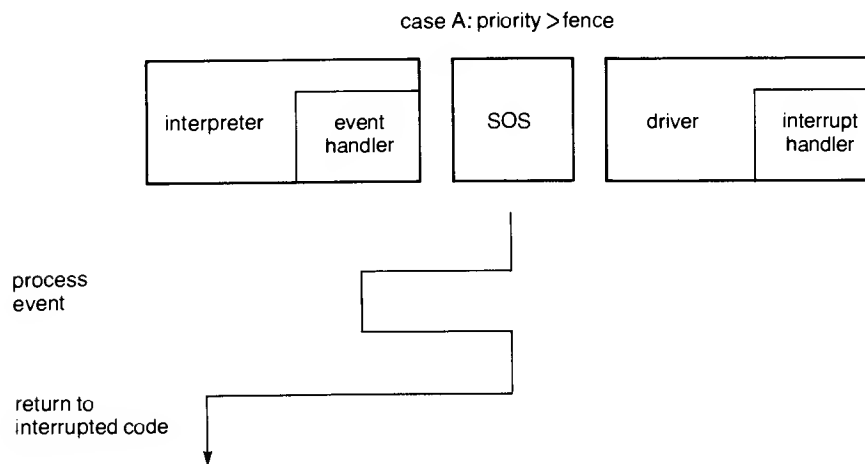 case A: priority > fence
interpreter
event
handler
SOS
driver
interrupt
handler
process
event
return to
interrupted code